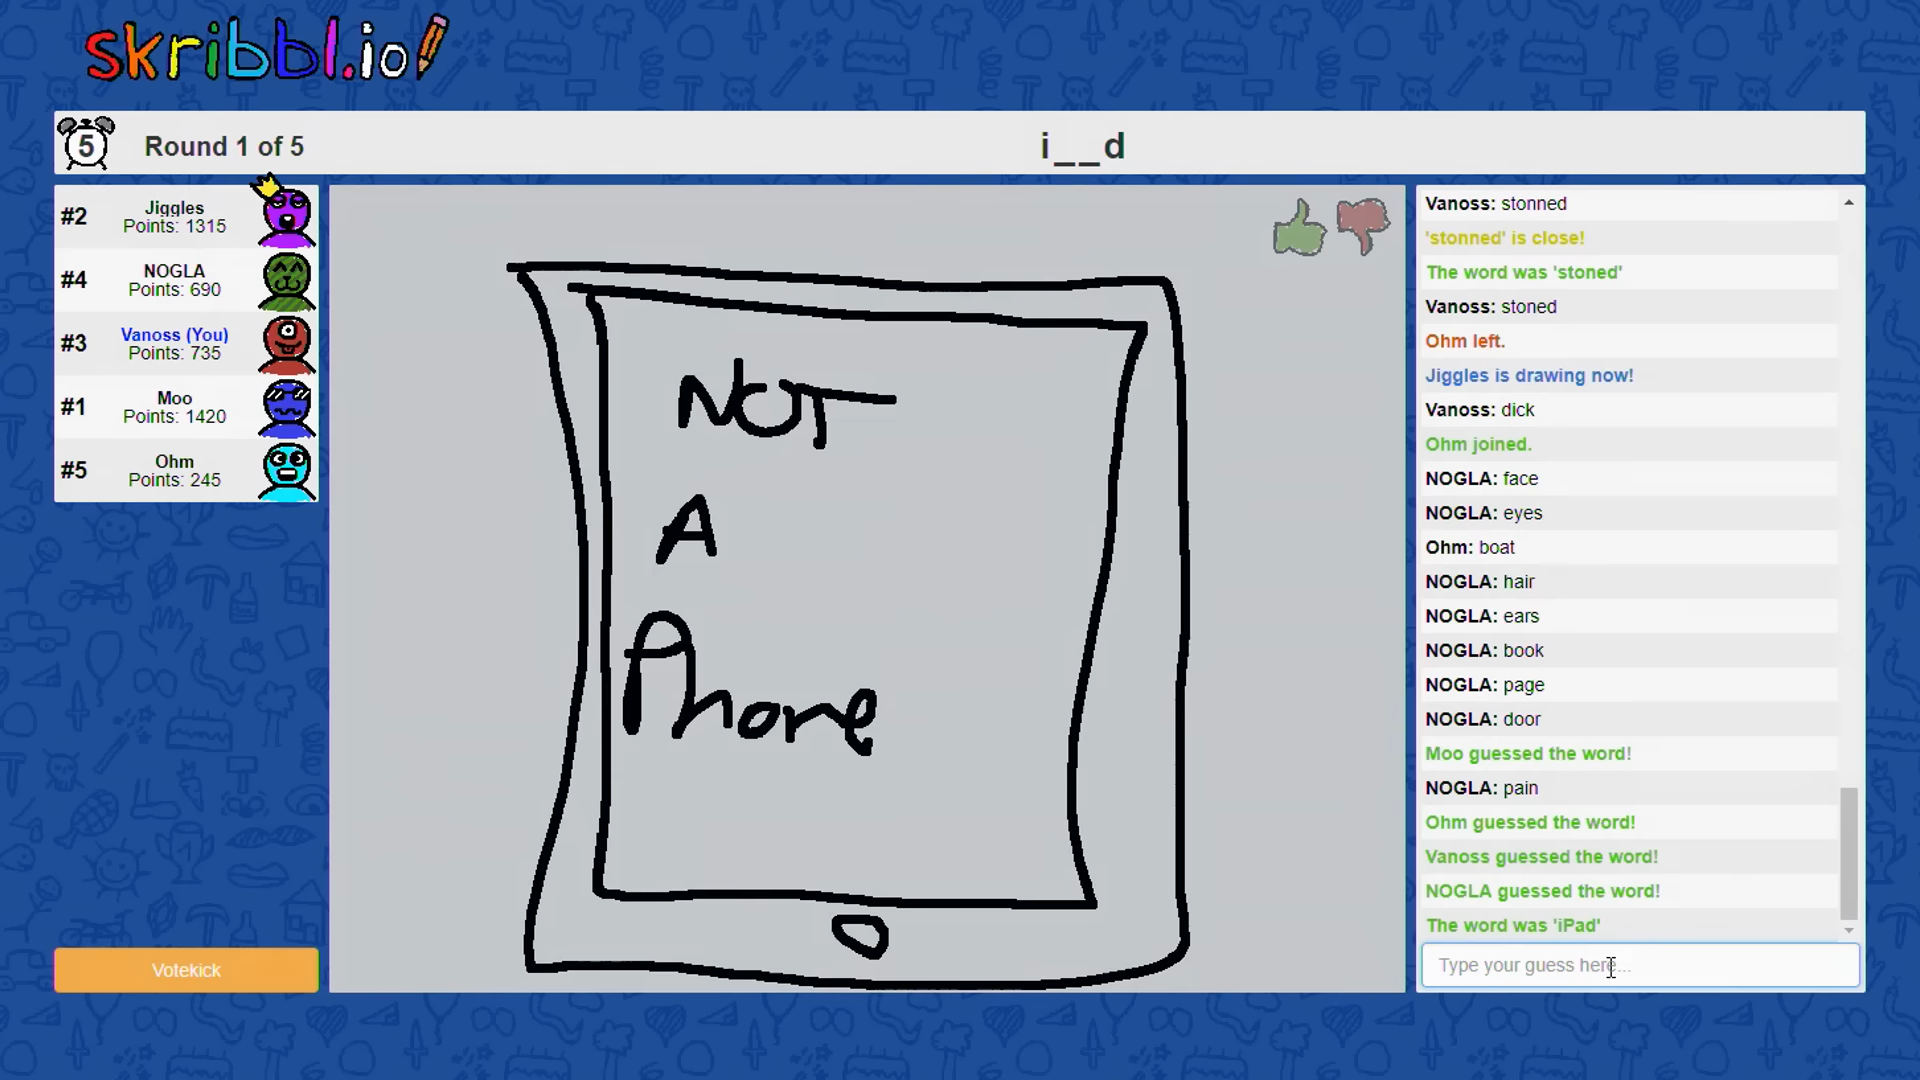 skribbl.io
5
Round 1 of 5
i__d
#2
Jiggles
Points: 1315
#4
NOGLA
Points: 690
#3
Vanoss (You)
Points: 735
#1
Moo
Points: 1420
#5
Ohm
Points: 245
Votekick
NOT
A
Phone
Vanoss: stonned
'stonned' is close!
The word was 'stoned'
Vanoss: stoned
Ohm left.
Jiggles is drawing now!
Vanoss: dick
Ohm joined.
NOGLA: face
NOGLA: eyes
Ohm: boat
NOGLA: hair
NOGLA: ears
NOGLA: book
NOGLA: page
NOGLA: door
Moo guessed the word!
NOGLA: pain
Ohm guessed the word!
Vanoss guessed the word!
NOGLA guessed the word!
The word was 'iPad'
Type your guess here...